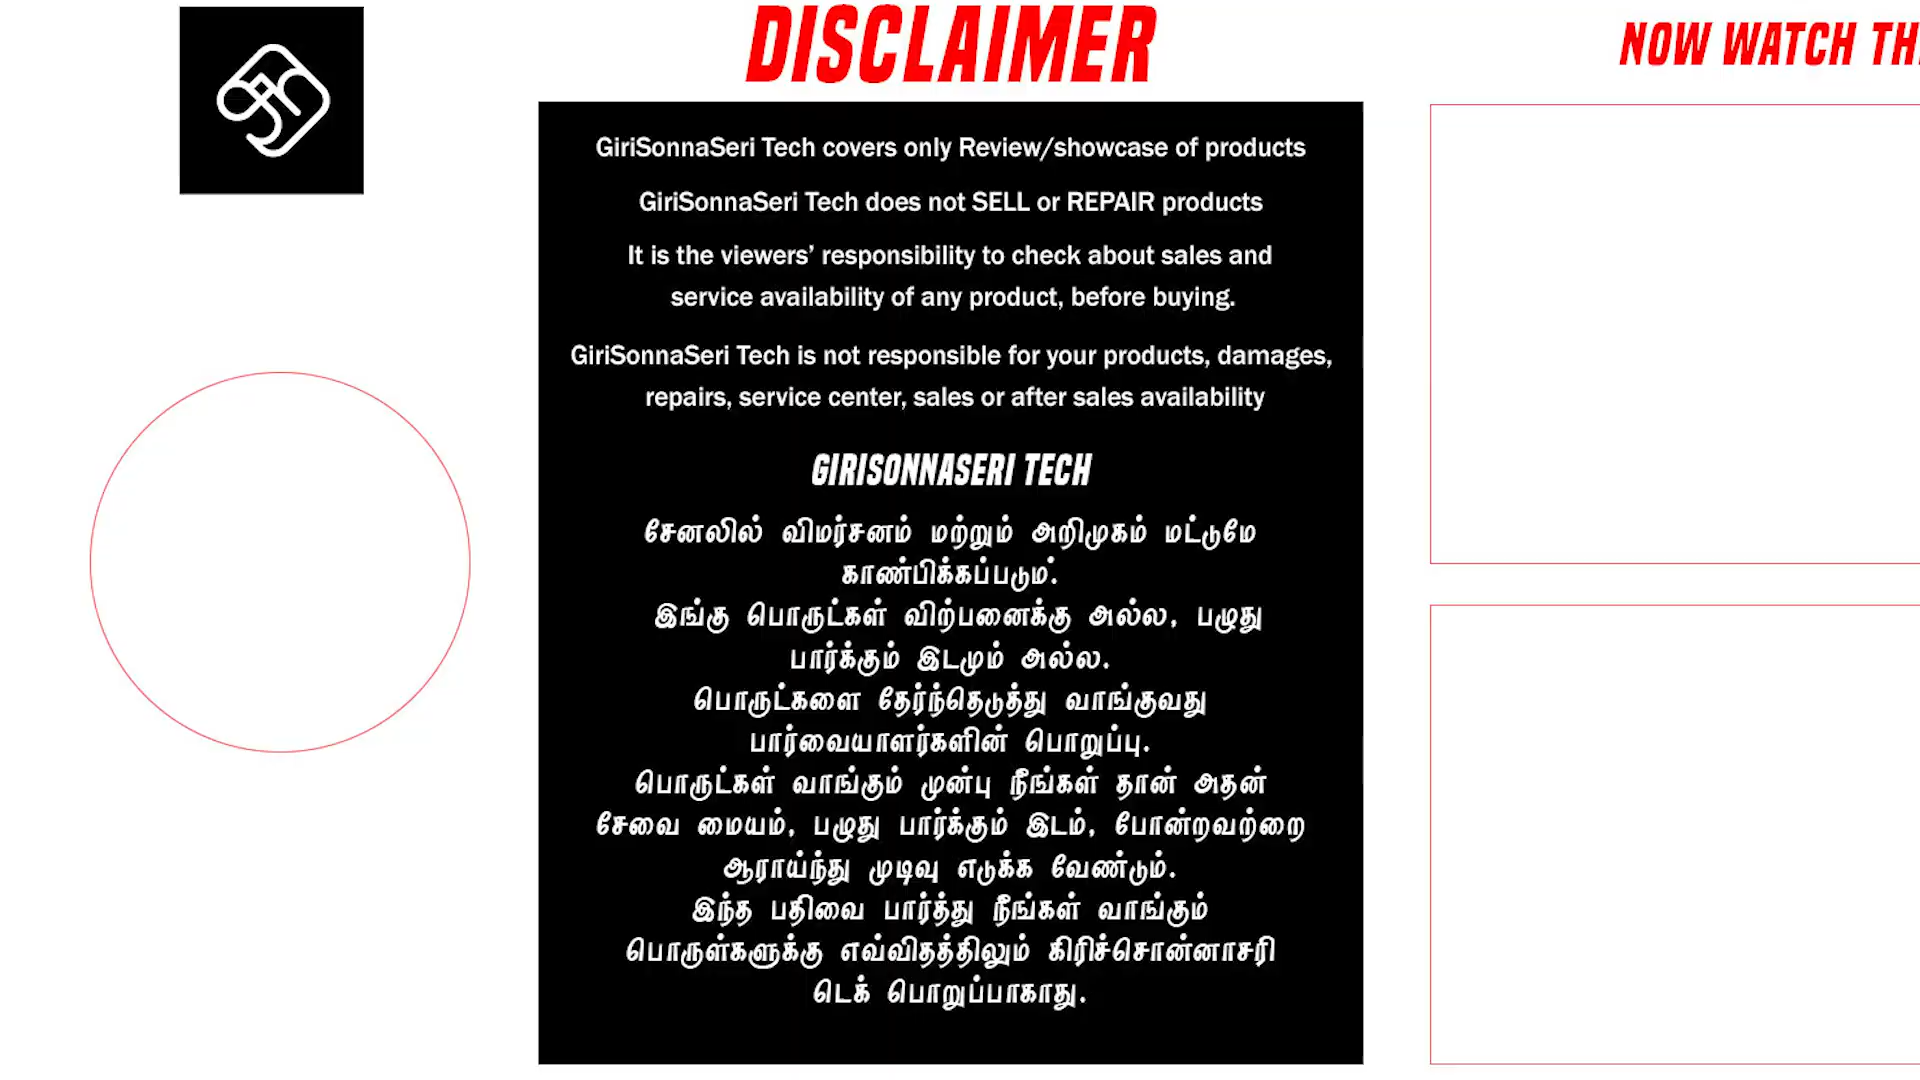 DISCLAIMER
NOW WATCH TH
GiriSonnaSeri Tech covers only Review/showcase of products
GiriSonnaSeri Tech does not SELL or REPAIR products
It is the viewers’ responsibility to check about sales and
service availability of any product, before buying.
GiriSonnaSeri Tech is not responsible for your products, damages,
repairs, service center, sales or after sales availability
GIRISONNASERI TECH
சேனலில் விமர்சனம் மற்றும் அறிமுகம் மட்டுமே
காண்பிக்கப்படும்.
இங்கு பொருட்கள் விற்பனைக்கு அல்ல, பழுது
பார்க்கும் இடமும் அல்ல.
பொருட்களை தேர்ந்தெடுத்து வாங்குவது
பார்வையாளர்களின் பொறுப்பு.
பொருட்கள் வாங்கும் முன்பு நீங்கள் தான் அதன்
சேவை மையம், பழுது பார்க்கும் இடம், போன்றவற்றை
ஆராய்ந்து முடிவு எடுக்க வேண்டும்.
இந்த பதிவை பார்த்து நீங்கள் வாங்கும்
பொருள்களுக்கு எவ்விதத்திலும் கிரிச்சொன்னாசரி
டெக் பொறுப்பாகாது.